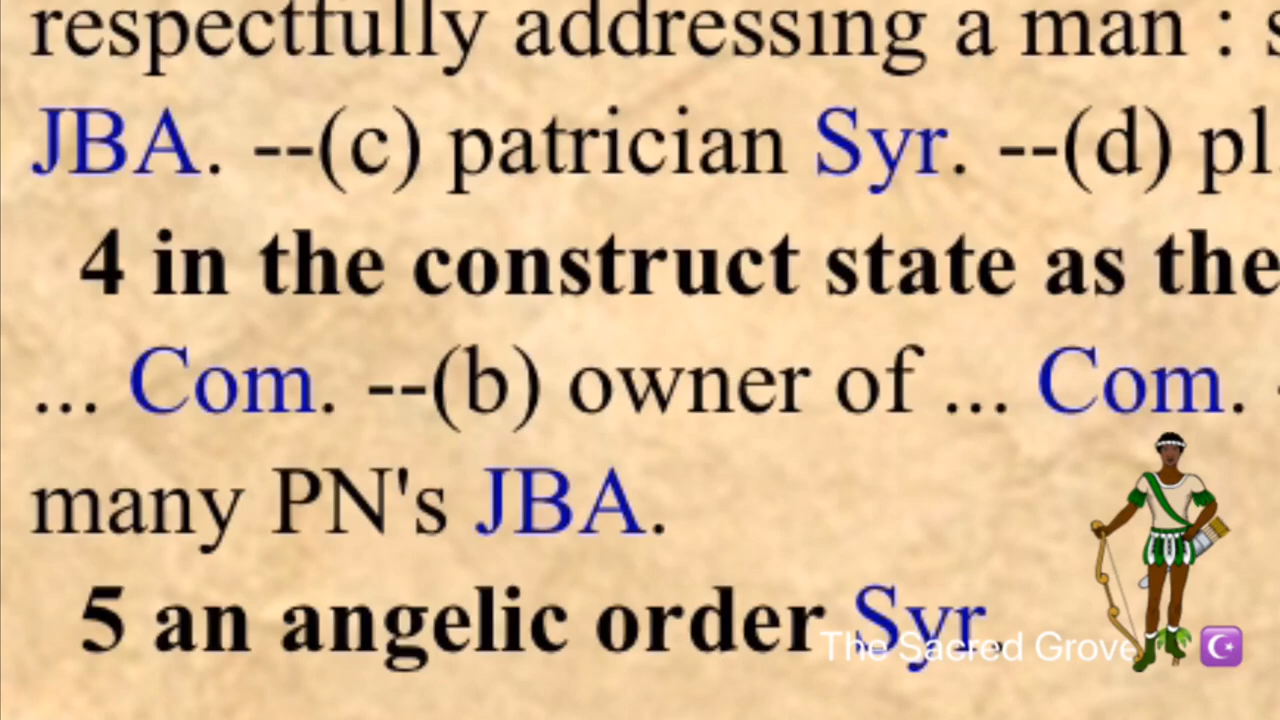 respectfully addressing a man :
JBA. --(c) patrician Syr. --(d) pl.
4 in the construct state as the
... Com. --(b) owner of ... Com.
many PN's JBA.
5 an angelic order Syr.
The Sacred Grove